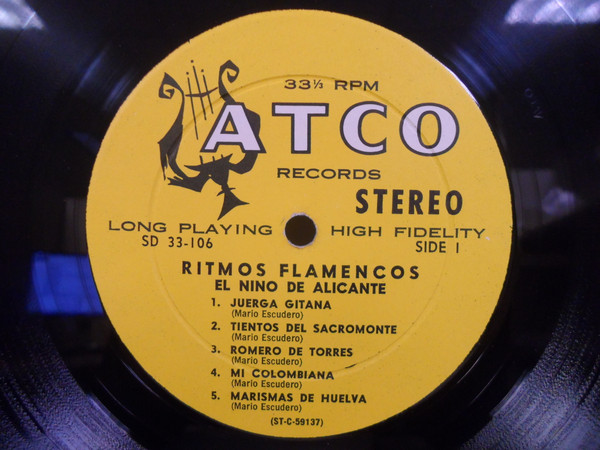 33⅓ RPM
ATCO
RECORDS
STEREO
LONG PLAYING HIGH FIDELITY
SD 33-106 SIDE 1
RITMOS FLAMENCOS
EL NINO DE ALICANTE
1. JUERGA GITANA
(Mario Escudero)
2. TIENTOS DEL SACROMONTE
(Mario Escudero)
3. ROMERO DE TORRES
(Mario Escudero)
4. MI COLOMBIANA
(Mario Escudero)
5. MARISMAS DE HUELVA
(Mario Escudero)
(ST-C-59137)